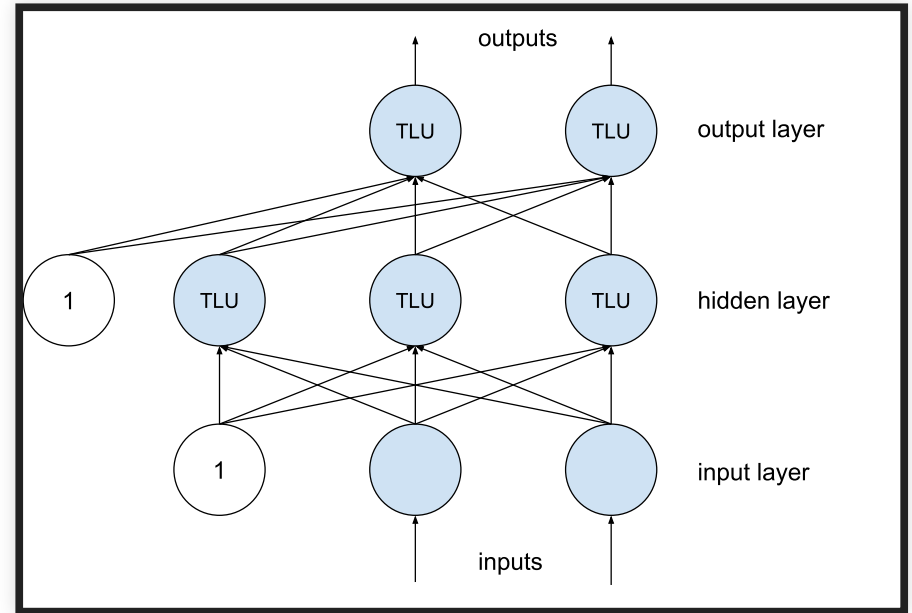 outputs
TLU TLU output layer
1 TLU TLU TLU hidden layer
1 input layer
inputs